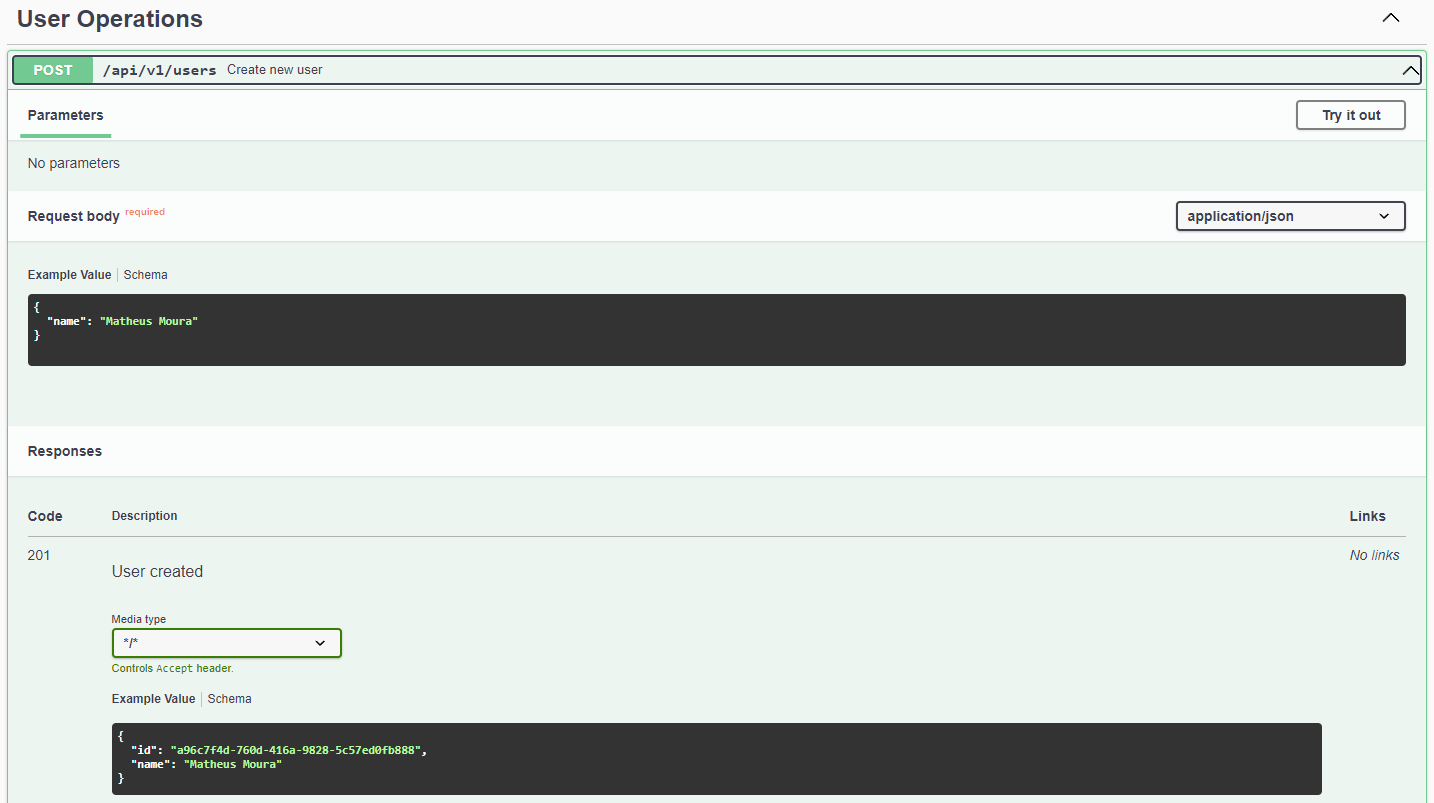 User Operations
POST /api/v1/users Create new user
Parameters Try it out
No parameters
Request body required application/json
Example Value Schema
{
"name": "Matheus Moura"
}
Responses
Code Description Links
201 User created No links
Media type
*/*
Controls Accept header.
Example Value Schema
{
"id": "a96c7f4d-760d-416a-9828-5c57ed0fb888",
"name": "Matheus Moura"
}